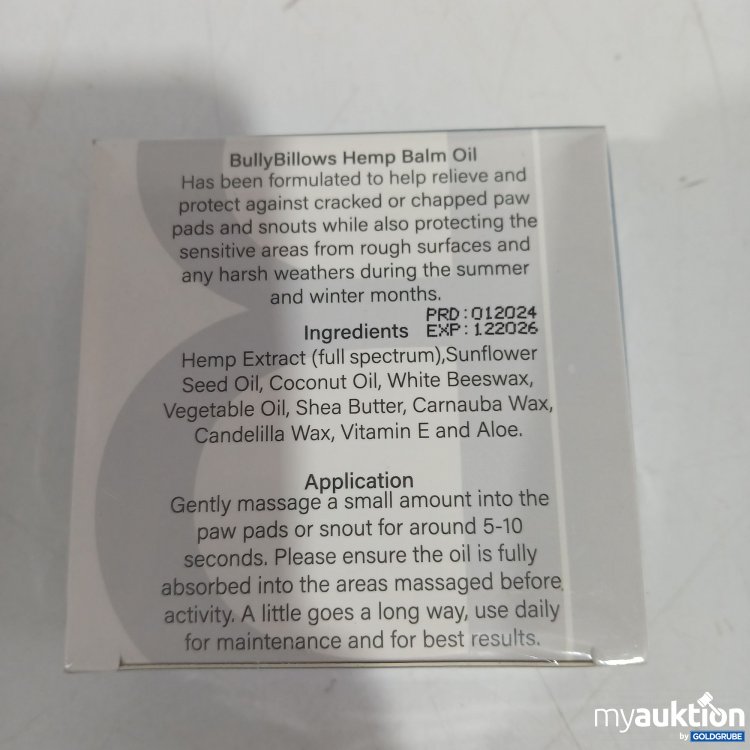 BullyBillows Hemp Balm Oil
Has been formulated to help relieve and
protect against cracked or chapped paw
pads and snouts while also protecting the
sensitive areas from rough surfaces and
any harsh weathers during the summer
and winter months.
PRD:012024
Ingredients EXP:122026
Hemp Extract (full spectrum),Sunflower
Seed Oil, Coconut Oil, White Beeswax,
Vegetable Oil, Shea Butter, Carnauba Wax,
Candelilla Wax, Vitamin E and Aloe.
Application
Gently massage a small amount into the
paw pads or snout for around 5-10
seconds. Please ensure the oil is fully
absorbed into the areas massaged before
activity. A little goes a long way, use daily
for maintenance and for best results.
myauktion
by GOLDGRUBE